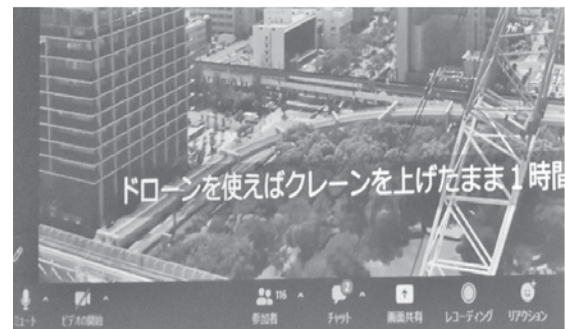 ドローンを使えばクレーンを上げたまま1時間
2
116
ミュート ビデオの開始 参加者 チャット 画面共有 レコーディング リアクション